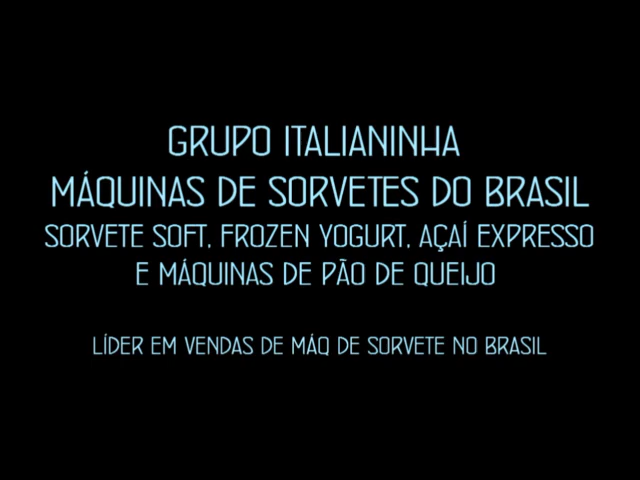 GRUPO ITALIANINHA
MÁQUINAS DE SORVETES DO BRASIL
SORVETE SOFT, FROZEN YOGURT, AÇAÍ EXPRESSO
E MÁQUINAS DE PÃO DE QUEIJO
LÍDER EM VENDAS DE MÁQ DE SORVETE NO BRASIL